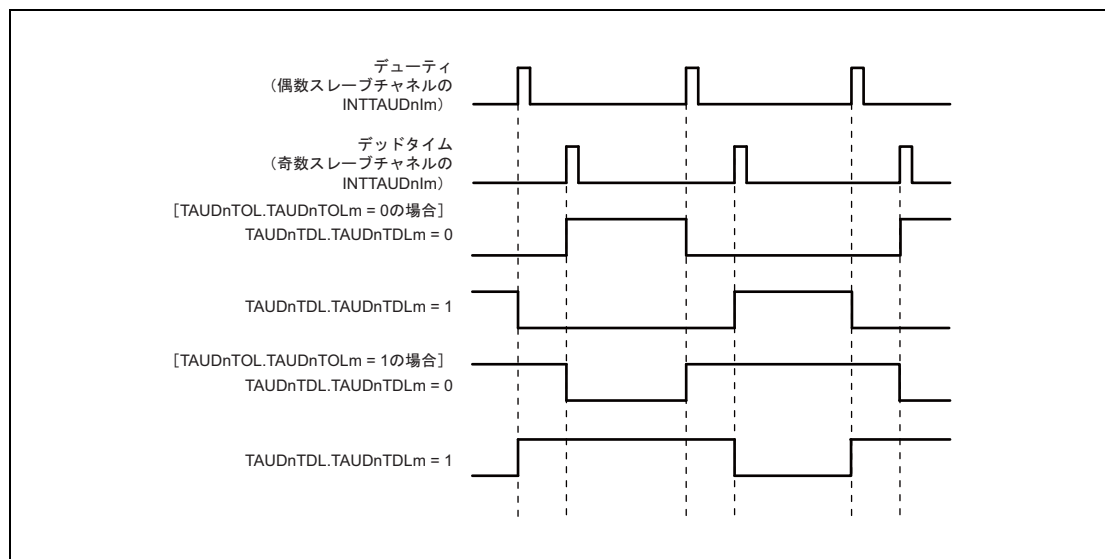 デューティ
（偶数スレーブチャネルの
INTTAUDnIm）
デッドタイム
（奇数スレーブチャネルの
INTTAUDnIm）
［TAUDnTOL.TAUDnTOLm = 0の場合］
TAUDnTDL.TAUDnTDLm = 0
TAUDnTDL.TAUDnTDLm = 1
［TAUDnTOL.TAUDnTOLm = 1の場合］
TAUDnTDL.TAUDnTDLm = 0
TAUDnTDL.TAUDnTDLm = 1